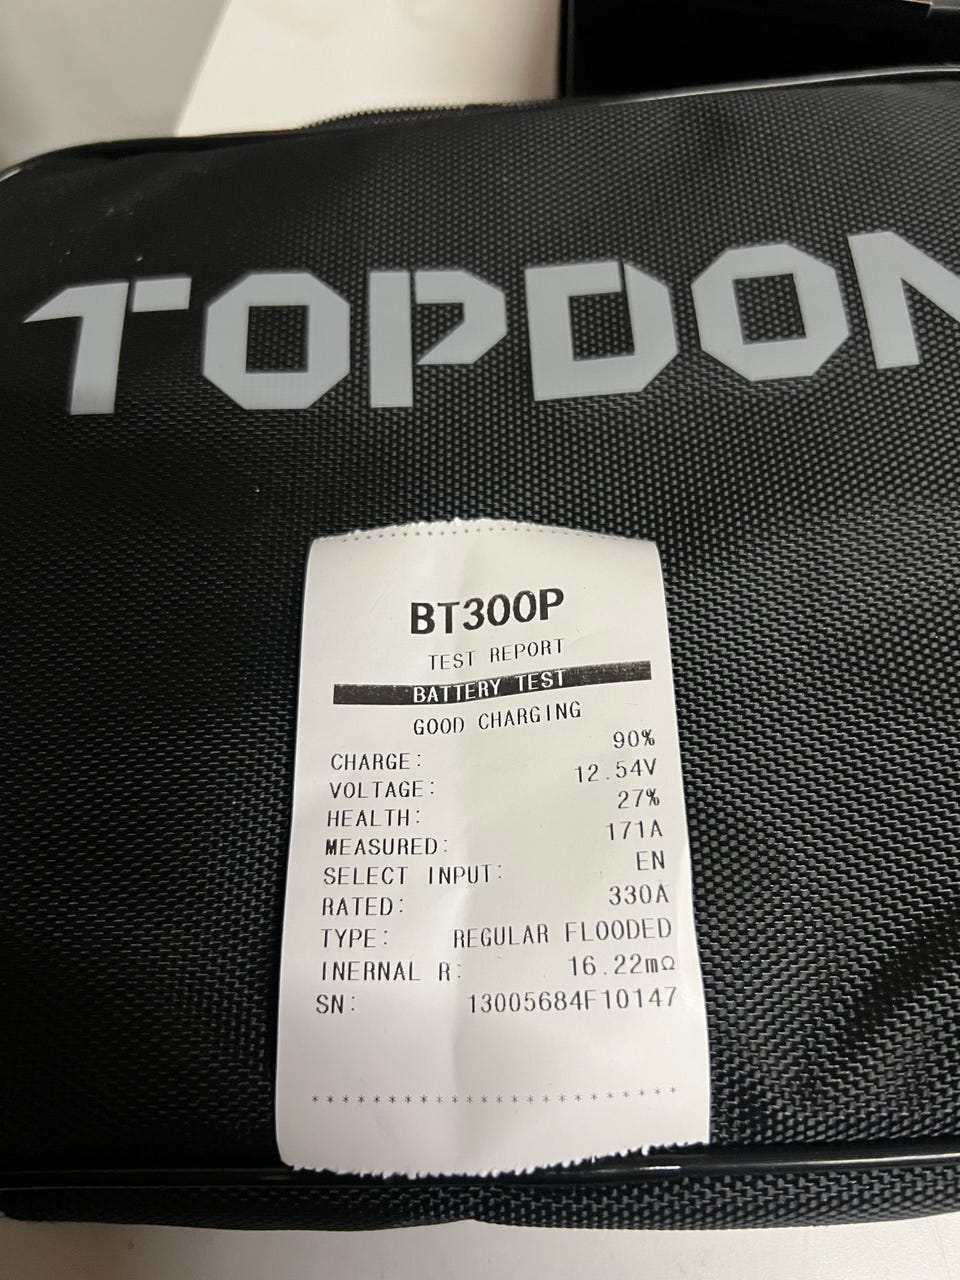 TOPDON
BT300P
TEST REPORT
BATTERY TEST
GOOD CHARGING
CHARGE: 90%
VOLTAGE: 12.54V
HEALTH: 27%
MEASURED: 171A
SELECT INPUT: EN
RATED: 330A
TYPE: REGULAR FLOODED
INERNAL R: 16.22mΩ
SN: 13005684F10147
************************